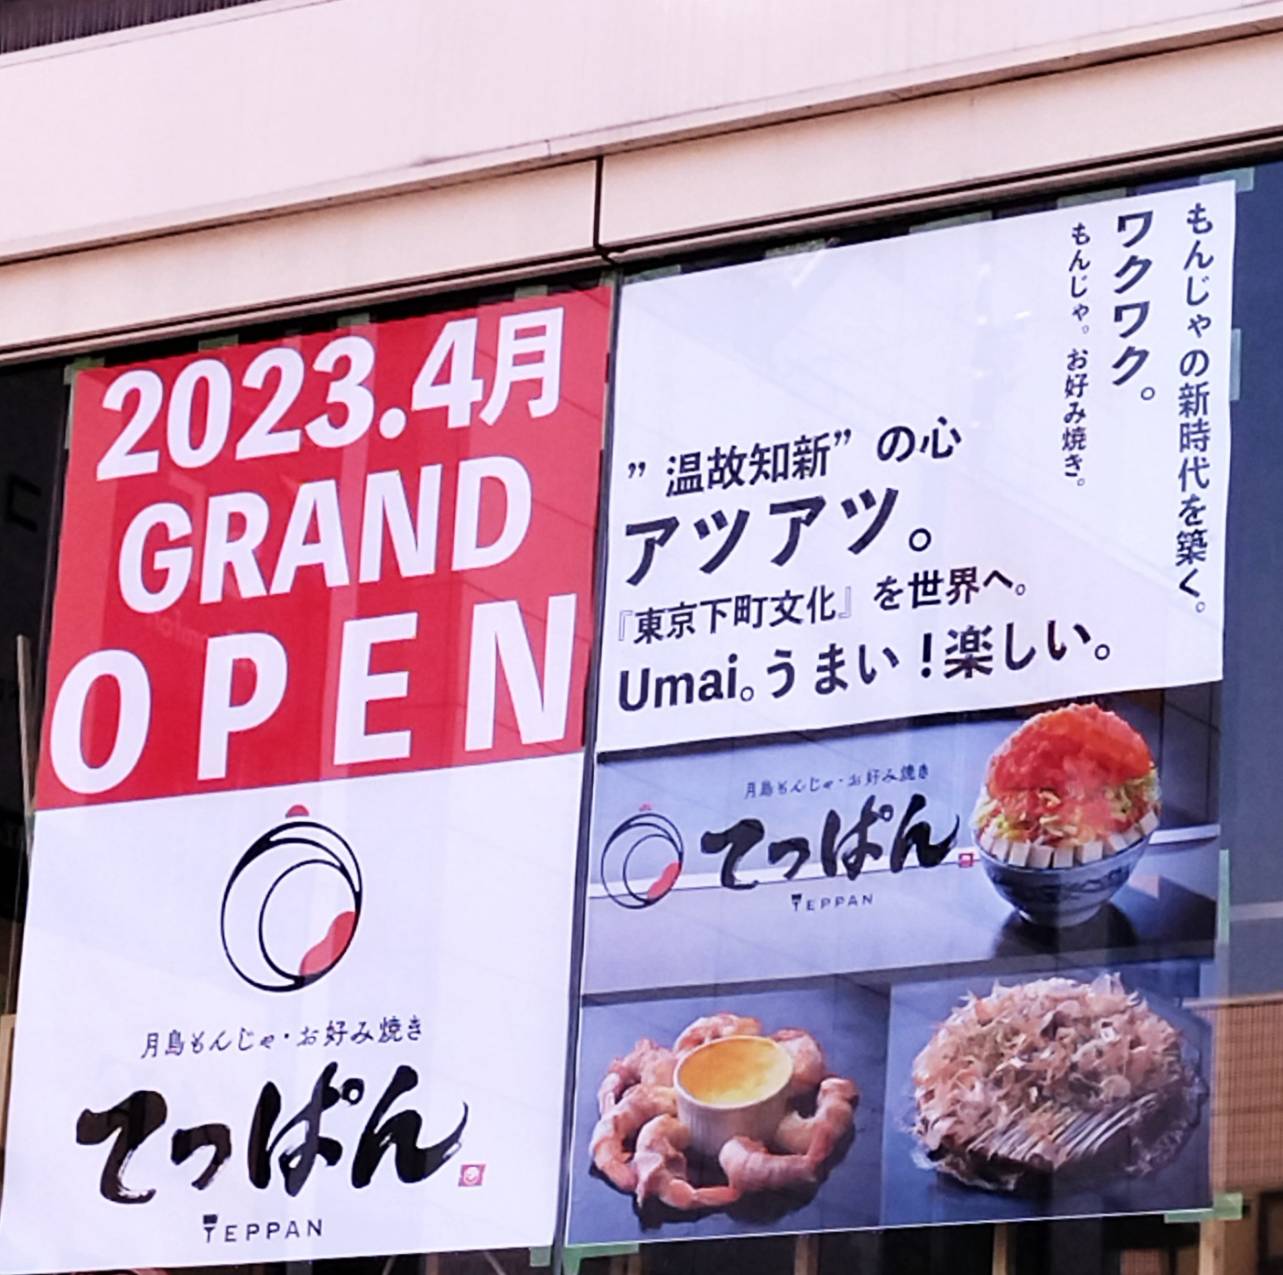 2023.4月
GRAND
OPEN
月島もんじゃ・お好み焼き
てっぱん
TEPPAN
もんじゃの新時代を築く。
ワクワク。
もんじゃ。お好み焼き。
”温故知新”の心
アツアツ。
『東京下町文化』を世界へ。
Umai。うまい!楽しい。
月島もんじゃ・お好み焼き
てっぱん
TEPPAN